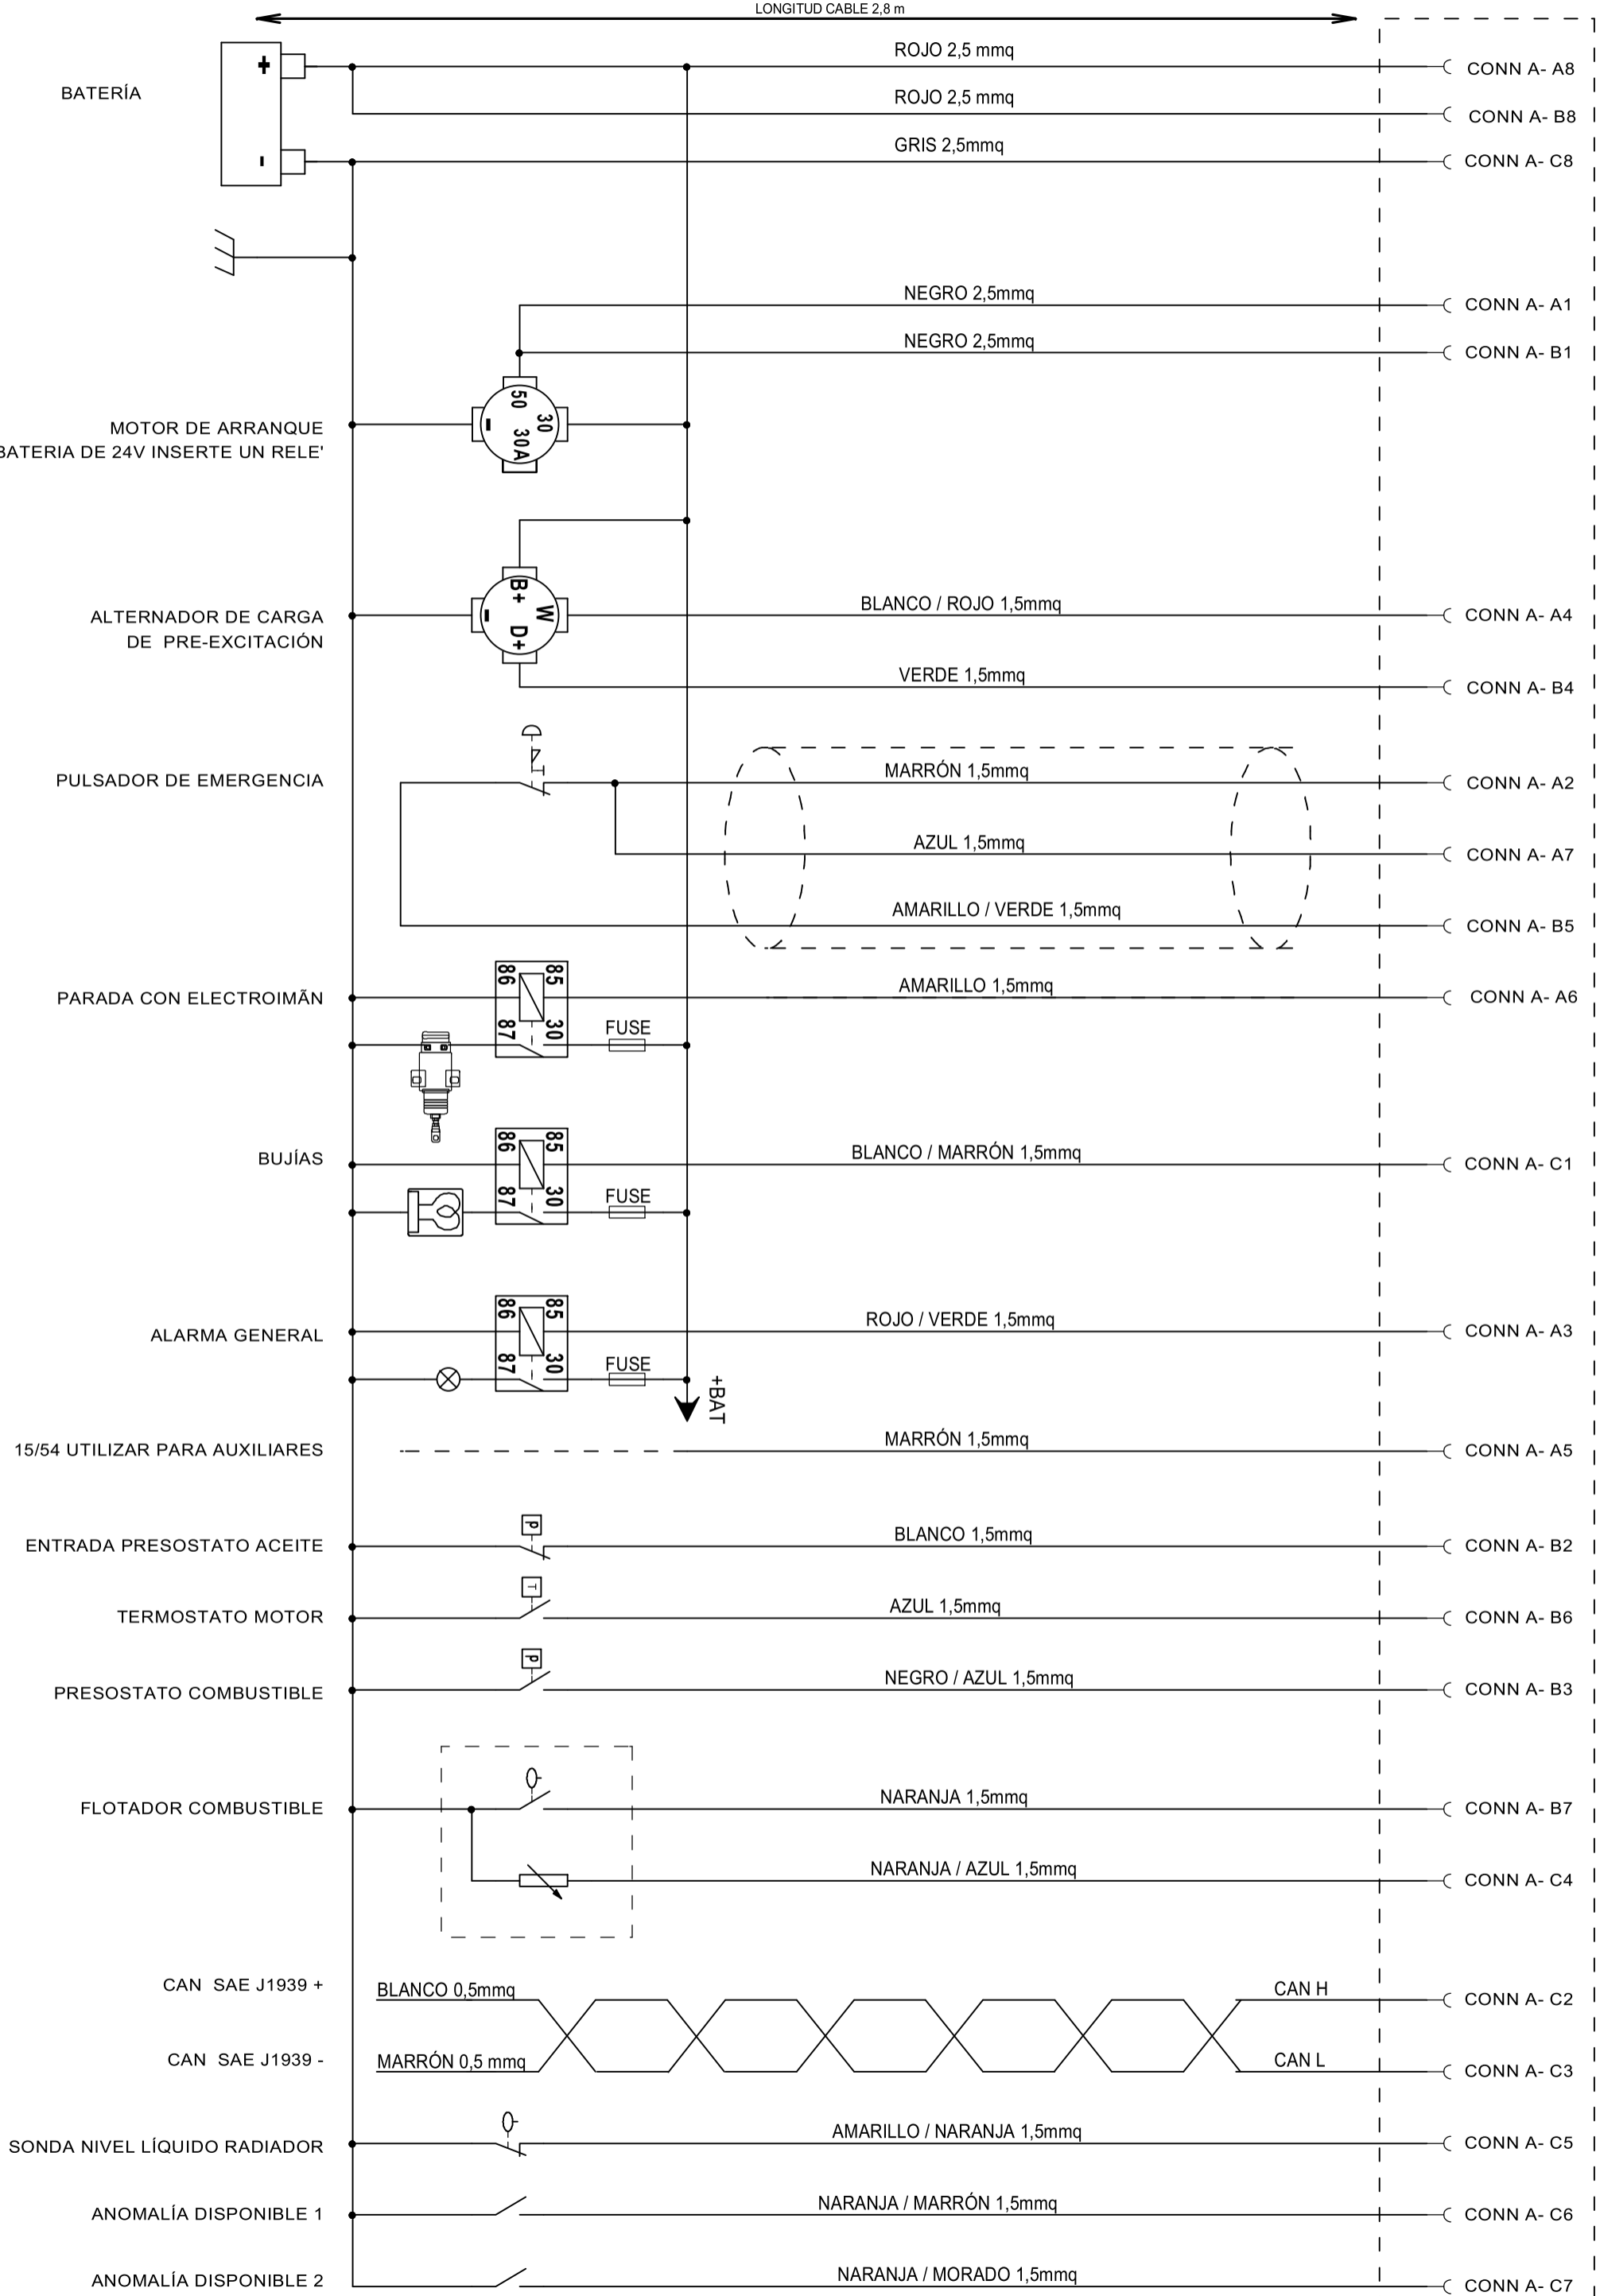 LONGITUD CABLE 2,8 m
BATERÍA
+
-
ROJO 2,5 mmq
CONN A- A8
ROJO 2,5 mmq
CONN A- B8
GRIS 2,5mmq
CONN A- C8
NEGRO 2,5mmq
CONN A- A1
NEGRO 2,5mmq
CONN A- B1
MOTOR DE ARRANQUE
BATERIA DE 24V INSERTE UN RELE'
50
30
30A
-
ALTERNADOR DE CARGA
DE PRE-EXCITACIÓN
B+
W
D+
-
BLANCO / ROJO 1,5mmq
CONN A- A4
VERDE 1,5mmq
CONN A- B4
PULSADOR DE EMERGENCIA
MARRÓN 1,5mmq
CONN A- A2
AZUL 1,5mmq
CONN A- A7
AMARILLO / VERDE 1,5mmq
CONN A- B5
PARADA CON ELECTROIMÃN
86
85
87
30
FUSE
AMARILLO 1,5mmq
CONN A- A6
BUJÍAS
86
85
87
30
FUSE
BLANCO / MARRÓN 1,5mmq
CONN A- C1
ALARMA GENERAL
86
85
87
30
FUSE
ROJO / VERDE 1,5mmq
CONN A- A3
+BAT
15/54 UTILIZAR PARA AUXILIARES
MARRÓN 1,5mmq
CONN A- A5
ENTRADA PRESOSTATO ACEITE
P
BLANCO 1,5mmq
CONN A- B2
TERMOSTATO MOTOR
T
AZUL 1,5mmq
CONN A- B6
PRESOSTATO COMBUSTIBLE
P
NEGRO / AZUL 1,5mmq
CONN A- B3
FLOTADOR COMBUSTIBLE
NARANJA 1,5mmq
CONN A- B7
NARANJA / AZUL 1,5mmq
CONN A- C4
CAN SAE J1939 +
BLANCO 0,5mmq
CAN H
CONN A- C2
CAN SAE J1939 -
MARRÓN 0,5 mmq
CAN L
CONN A- C3
SONDA NIVEL LÍQUIDO RADIADOR
AMARILLO / NARANJA 1,5mmq
CONN A- C5
ANOMALÍA DISPONIBLE 1
NARANJA / MARRÓN 1,5mmq
CONN A- C6
ANOMALÍA DISPONIBLE 2
NARANJA / MORADO 1,5mmq
CONN A- C7